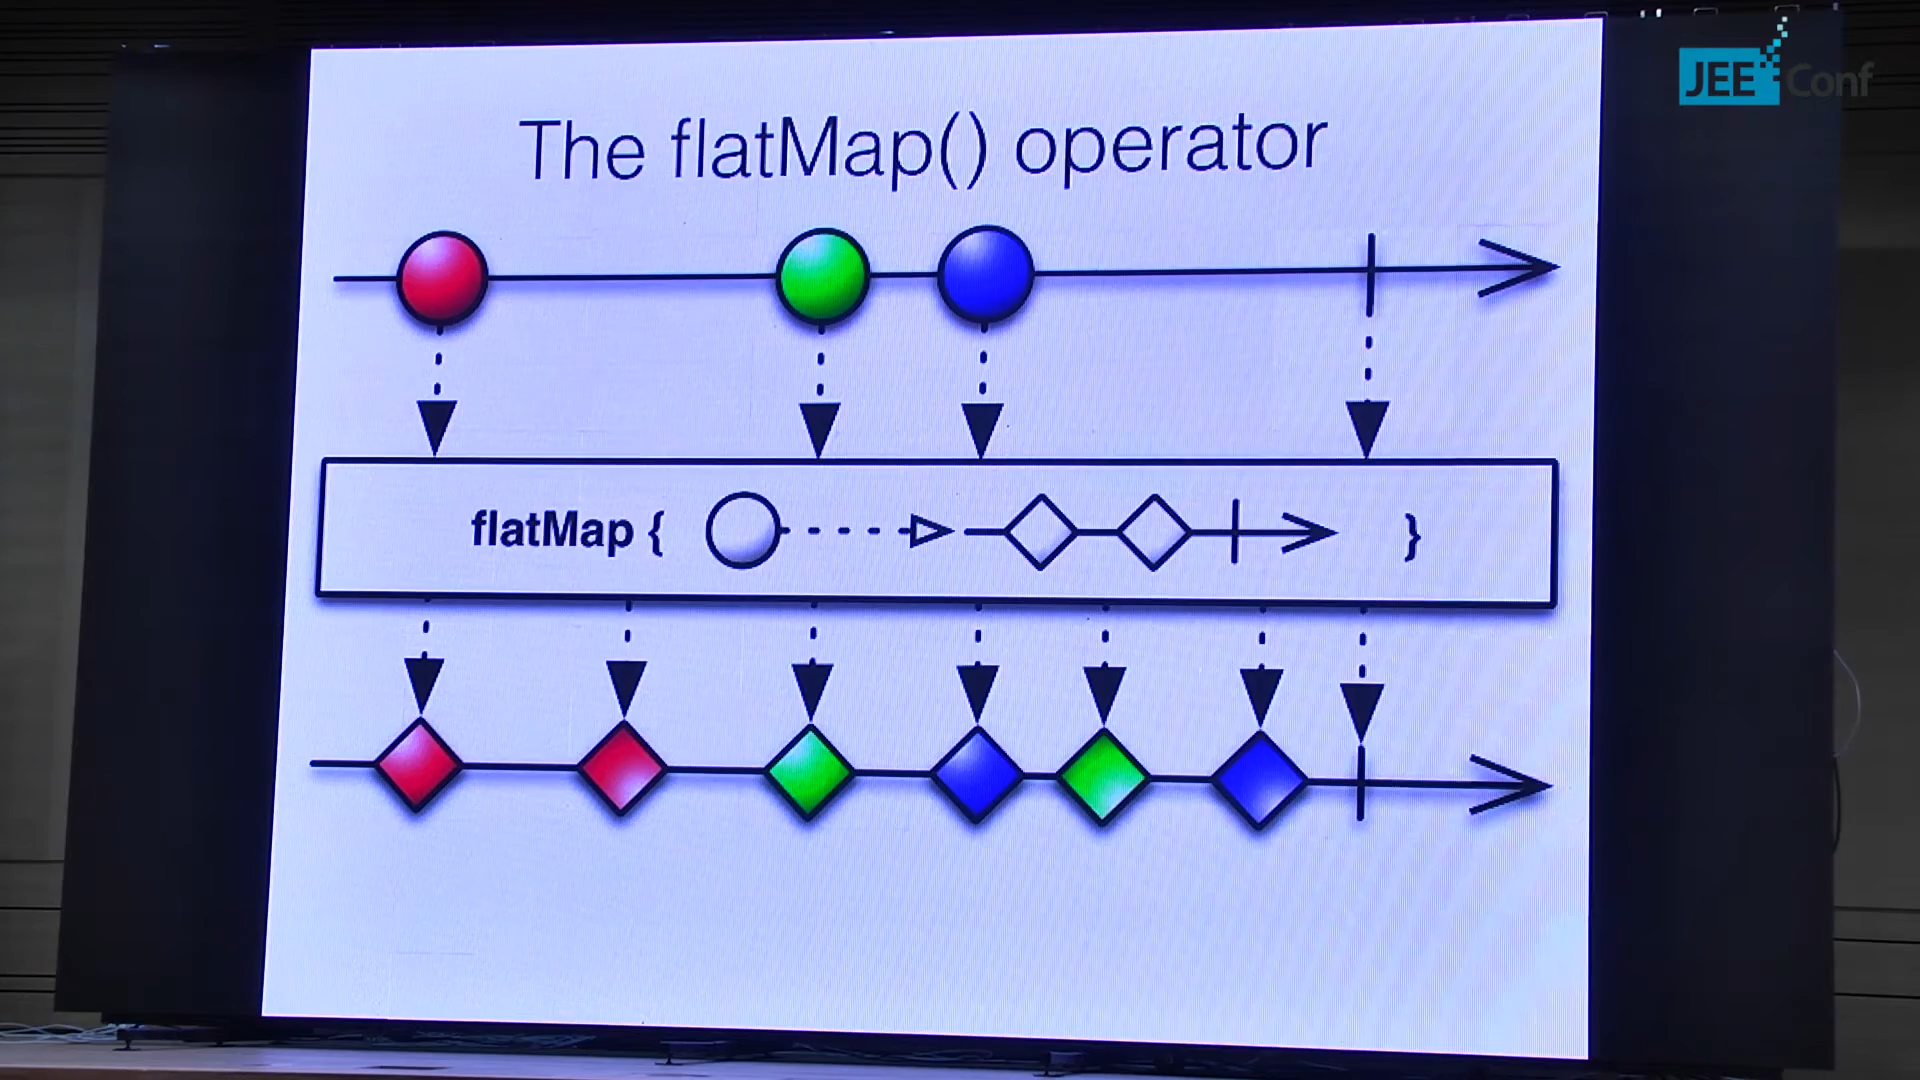 JEE Conf
The flatMap() operator
flatMap { }